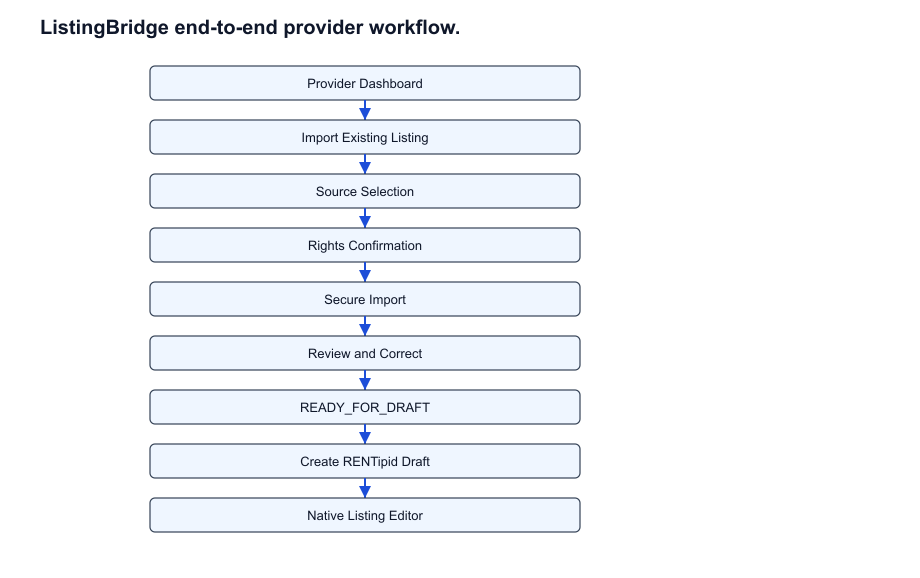 ListingBridge end-to-end provider workflow.
Provider Dashboard
Import Existing Listing
Source Selection
Rights Confirmation
Secure Import
Review and Correct
READY_FOR_DRAFT
Create RENTipid Draft
Native Listing Editor